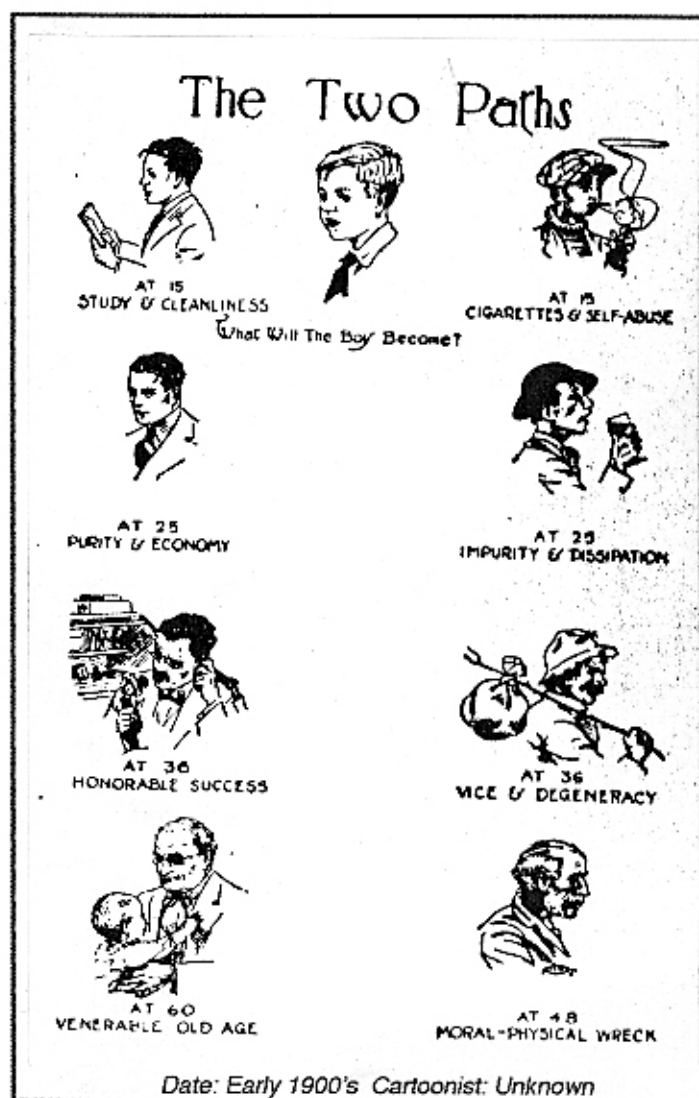 The Two Paths
AT 15
STUDY & CLEANLINESS
AT 15
CIGARETTES & SELF-ABUSE
What Will The Boy Become?
AT 25
PURITY & ECONOMY
AT 25
IMPURITY & DISSIPATION
AT 36
HONORABLE SUCCESS
AT 36
VICE & DEGENERACY
AT 60
VENERABLE OLD AGE
AT 48
MORAL-PHYSICAL WRECK
Date: Early 1900's Cartoonist: Unknown